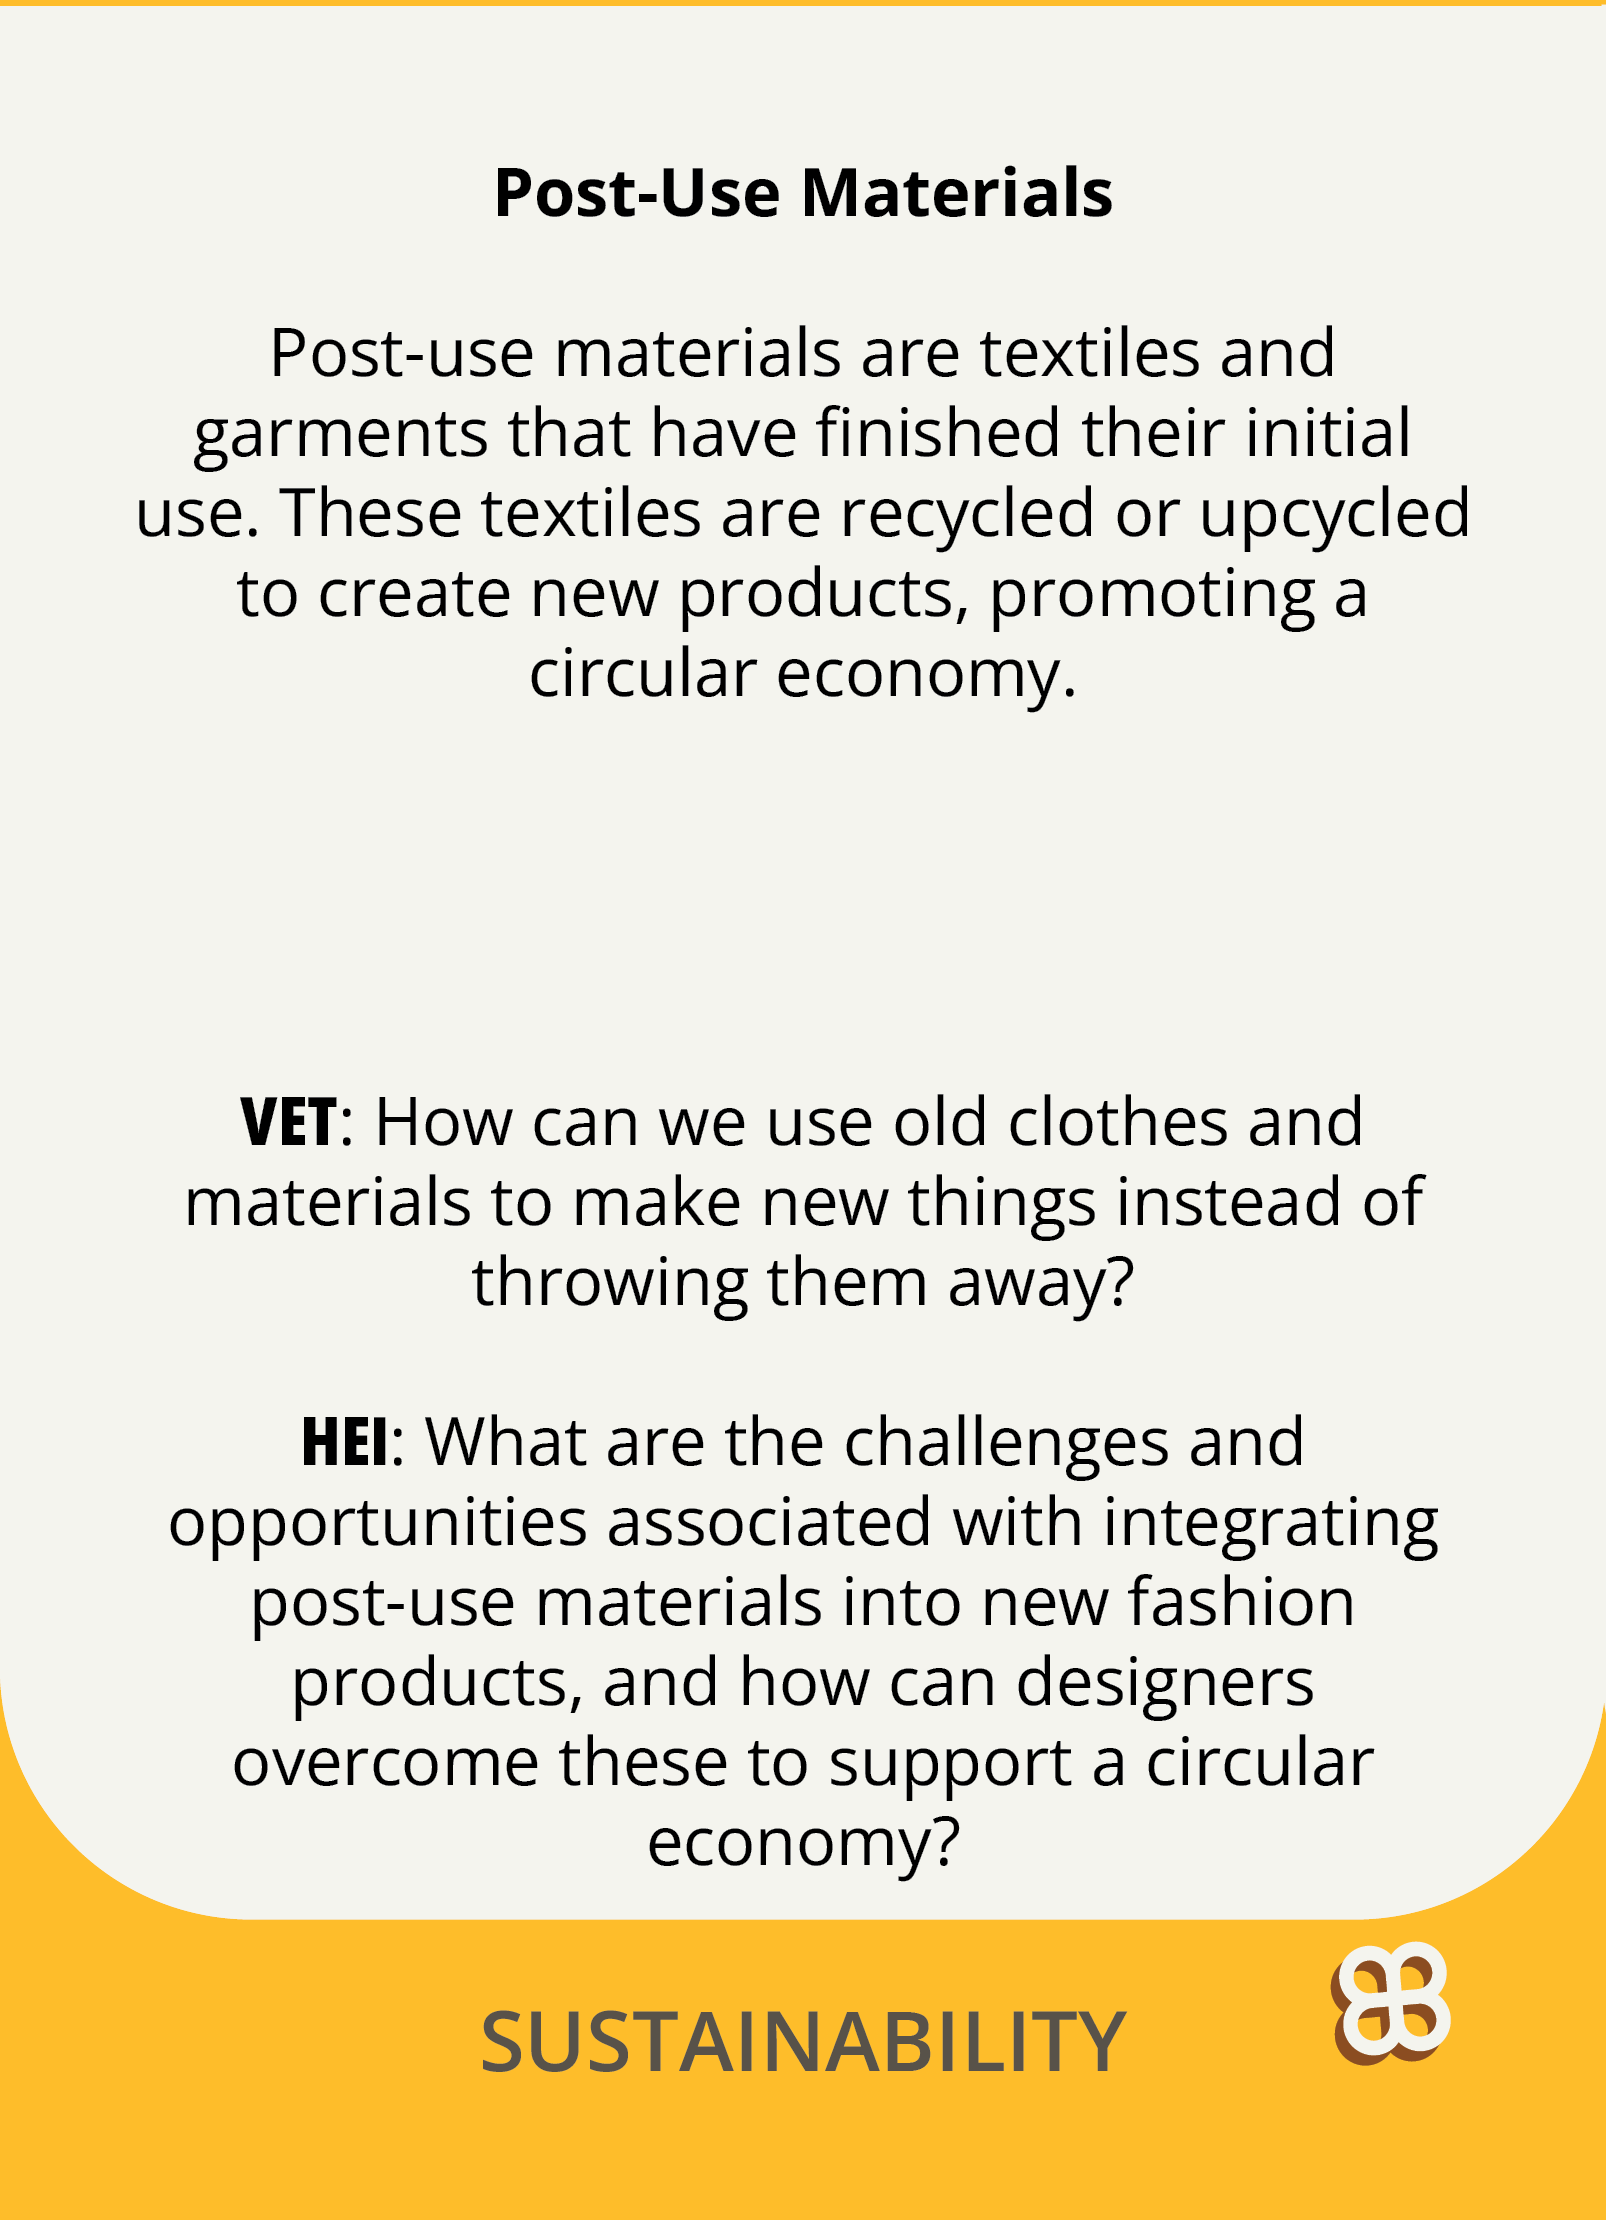 Post-Use Materials
Post-use materials are textiles and
garments that have finished their initial
use. These textiles are recycled or upcycled
to create new products, promoting a
circular economy.
VET: How can we use old clothes and
materials to make new things instead of
throwing them away?
HEI: What are the challenges and
opportunities associated with integrating
post-use materials into new fashion
products, and how can designers
overcome these to support a circular
economy?
SUSTAINABILITY